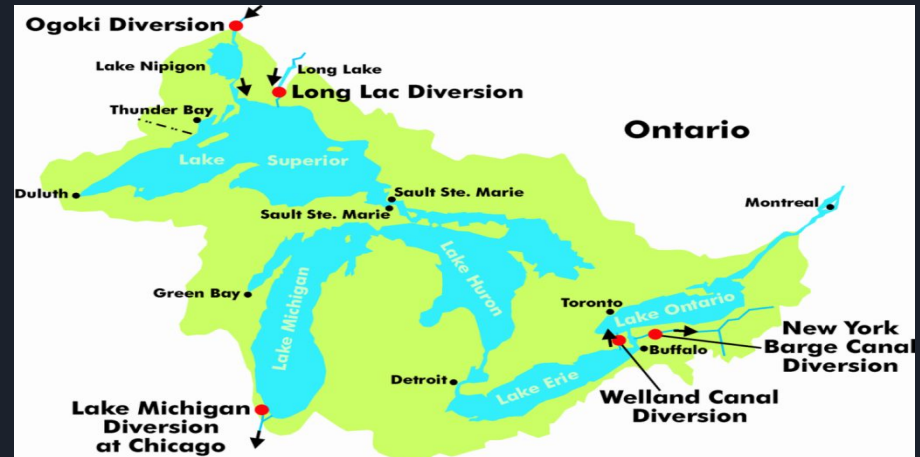 Ogoki Diversion
Lake Nipigon
Long Lake
Long Lac Diversion
Thunder Bay
Ontario
Lake Superior
Duluth
Sault Ste. Marie
Sault Ste. Marie
Montreal
Lake Huron
Lake Michigan
Green Bay
Toronto
Lake Ontario
New York
Barge Canal
Diversion
Buffalo
Detroit
Lake Erie
Welland Canal
Diversion
Lake Michigan
Diversion
at Chicago